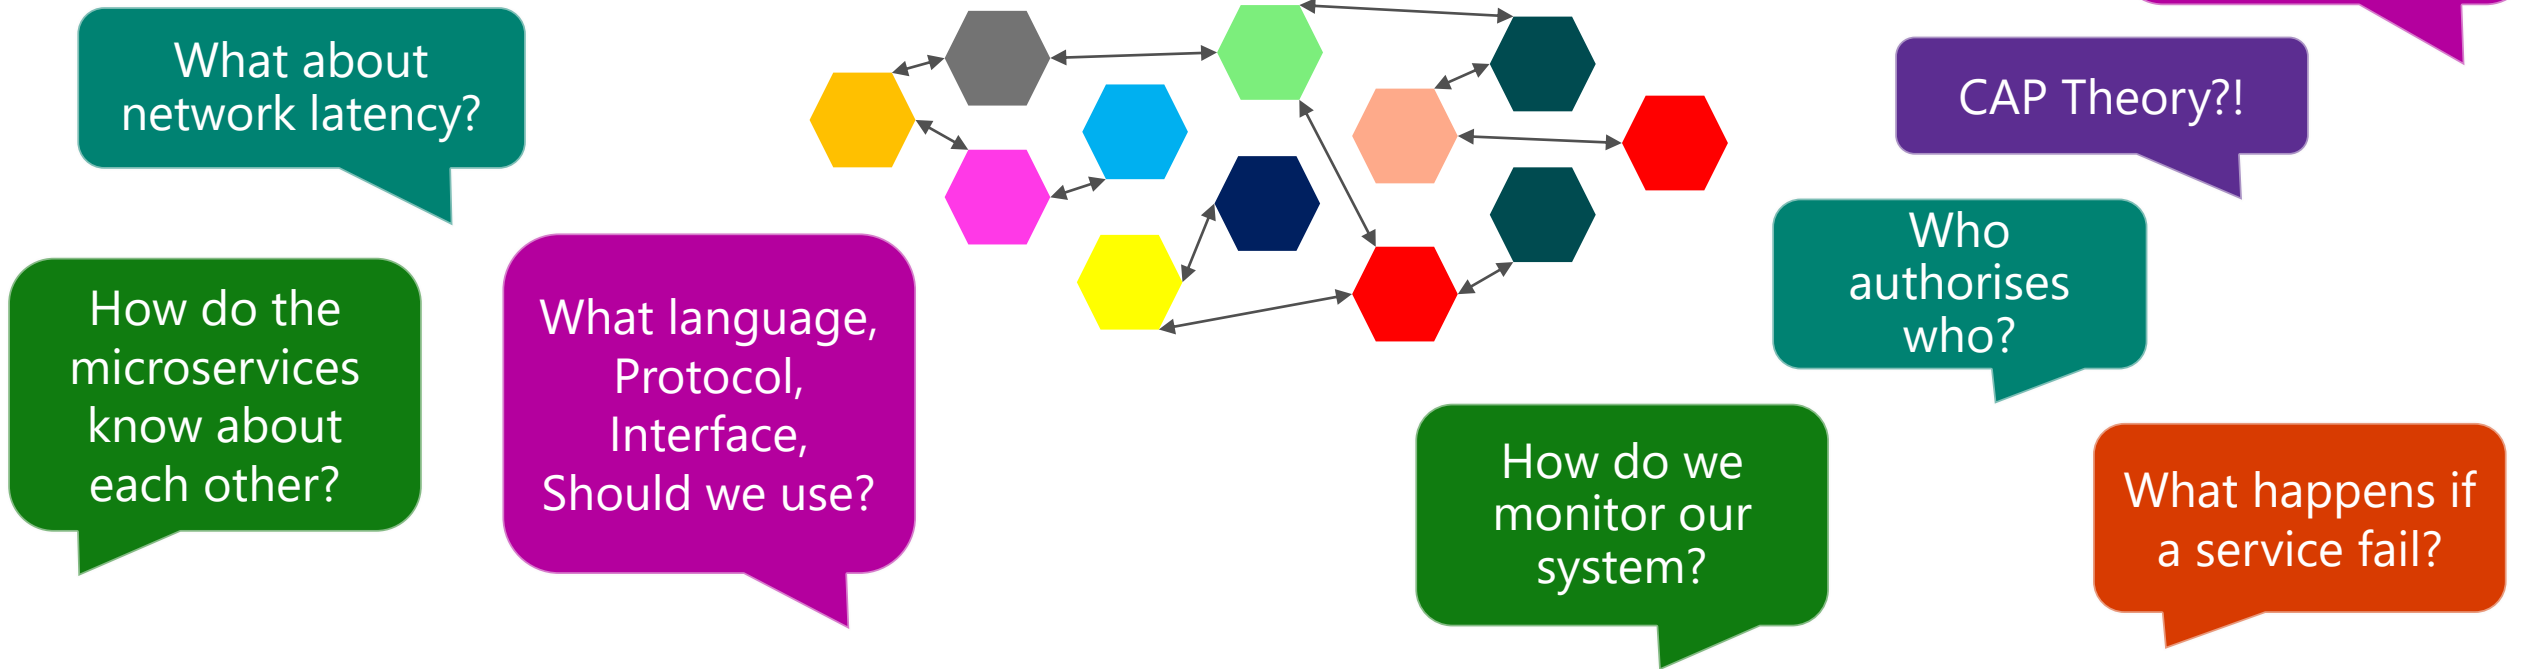 What about
network latency?
CAP Theory?!
Who
authorises
who?
How do the
microservices
know about
each other?
What language,
Protocol,
Interface,
Should we use?
How do we
monitor our
system?
What happens if
a service fail?